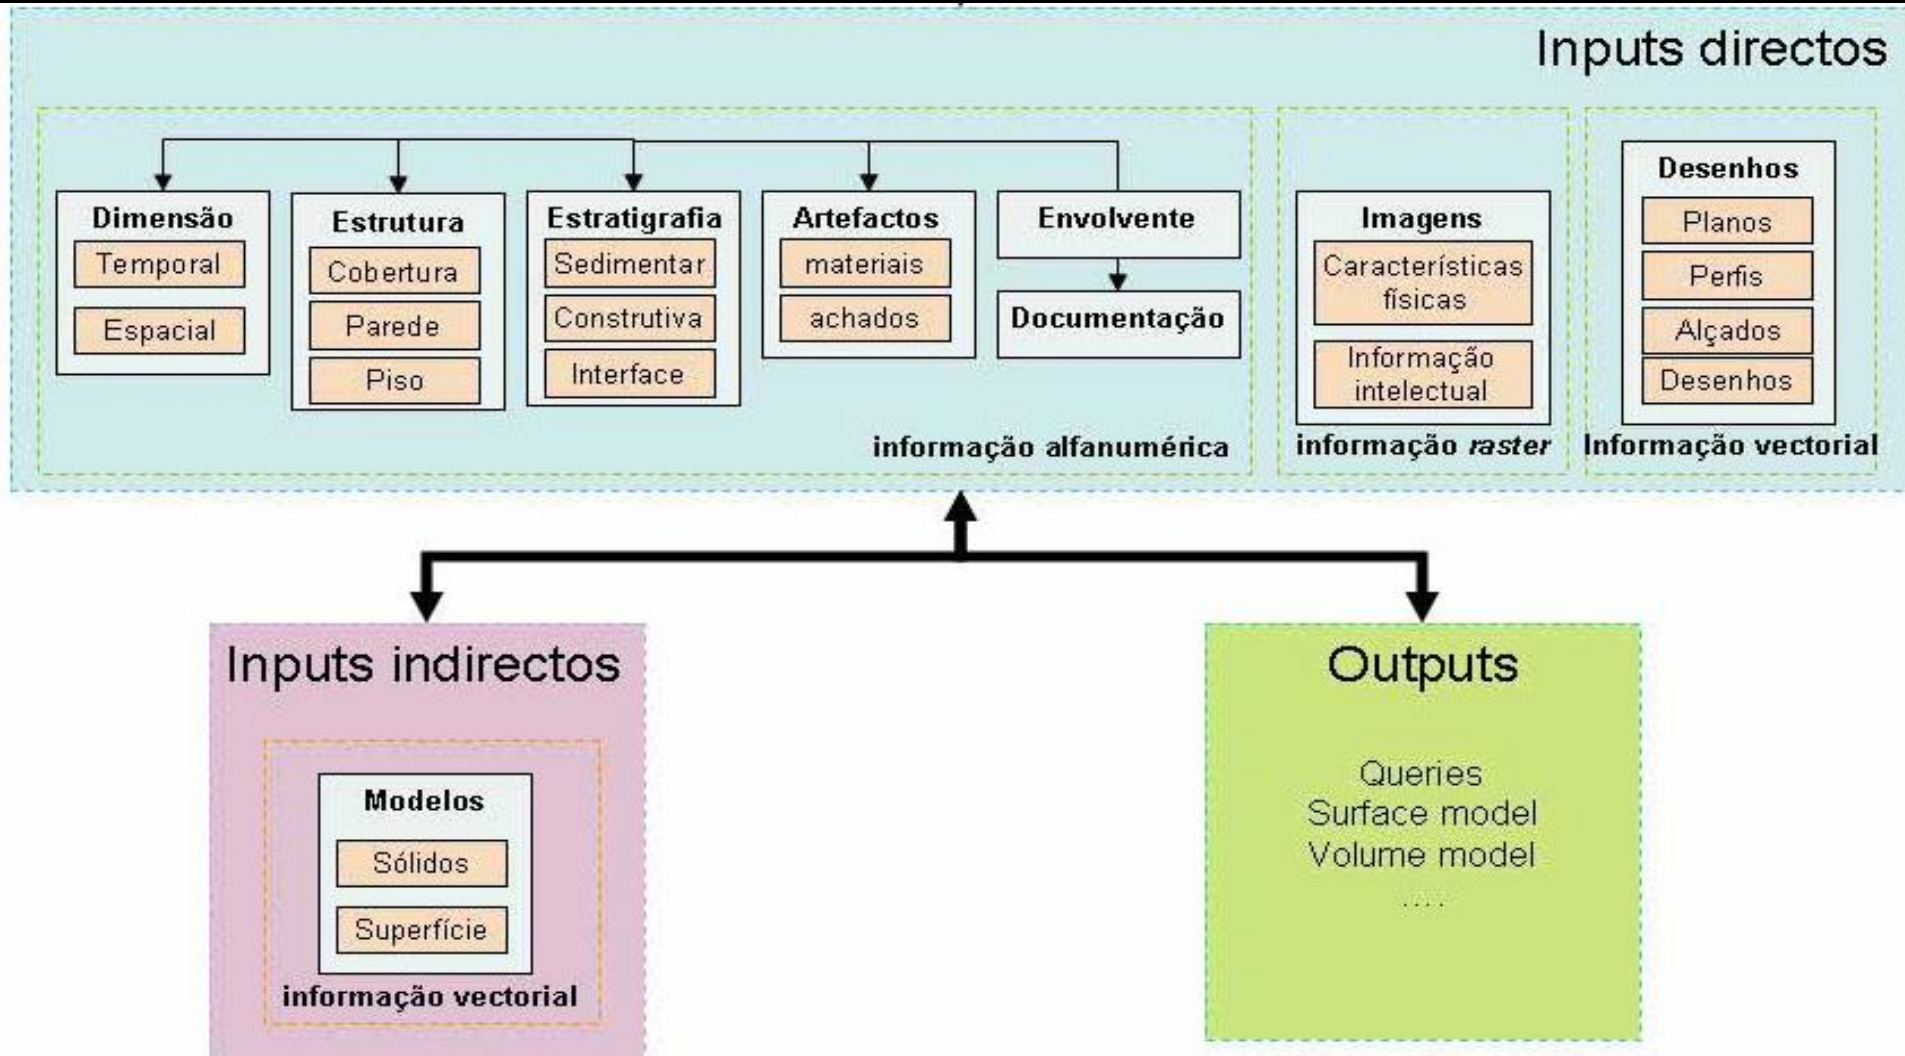 Inputs directos
Dimensão
Temporal
Espacial
Estrutura
Cobertura
Parede
Piso
Estratigrafia
Sedimentar
Construtiva
Interface
Artefactos
materiais
achados
Envolvente
Documentação
informação alfanumérica
Imagens
Características
físicas
Informação
intelectual
informação raster
Desenhos
Planos
Perfis
Alçados
Desenhos
Informação vectorial
Inputs indirectos
Modelos
Sólidos
Superfície
informação vectorial
Outputs
Queries
Surface model
Volume model
....